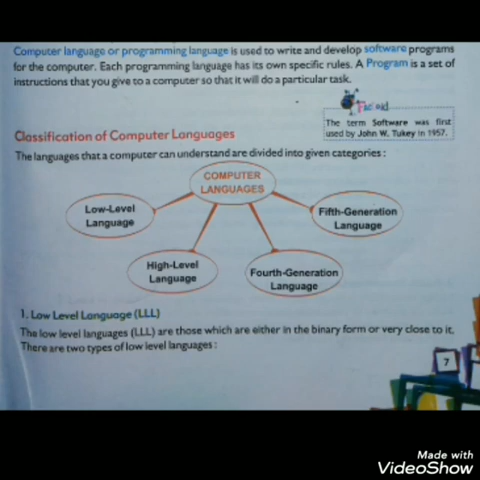 Computer language or programming language is used to write and develop software programs
for the computer. Each programming language has its own specific rules. A Program is a set of
instructions that you give to a computer so that it will do a particular task.
The term Software was first
used by John W. Tukey in 1957.
Classification of Computer Languages
The languages that a computer can understand are divided into given categories :
COMPUTER
LANGUAGES
Low-Level
Language
Fifth-Generation
Language
High-Level
Language
Fourth-Generation
Language
1. Low Level Language (LLL)
The low level languages (LLL) are those which are either in the binary form or very close to it.
There are two types of low level languages :
7
Made with
VideoShow